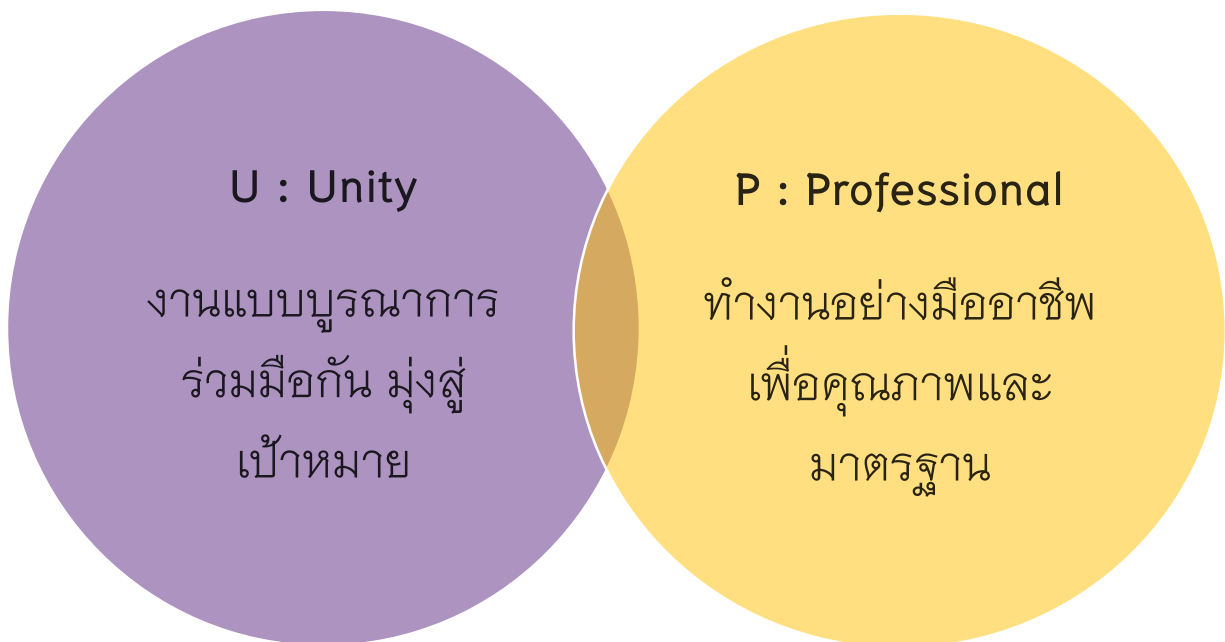 U : Unity
งานแบบบูรณาการ
ร่วมมือกัน มุ่งสู่
เป้าหมาย
P : Professional
ทำงานอย่างมืออาชีพ
เพื่อคุณภาพและ
มาตรฐาน